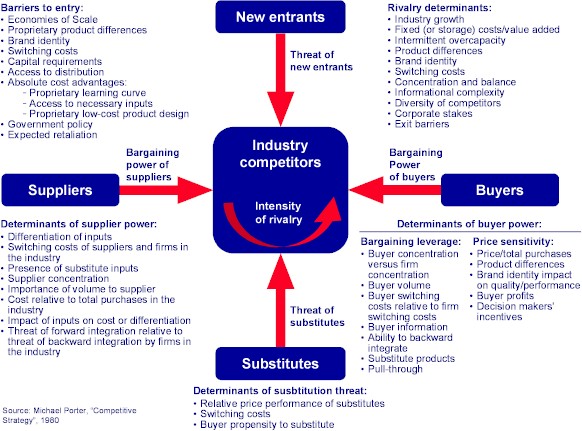 Barriers to entry:
• Economies of Scale
• Proprietary product differences
• Brand identity
• Switching costs
• Capital requirements
• Access to distribution
• Absolute cost advantages:
- Proprietary learning curve
- Access to necessary inputs
- Proprietary low-cost product design
• Government policy
• Expected retaliation
New entrants
Threat of
new entrants
Rivalry determinants:
• Industry growth
• Fixed (or storage) costs/value added
• Intermittent overcapacity
• Product differences
• Brand identity
• Switching costs
• Concentration and balance
• Informational complexity
• Diversity of competitors
• Corporate stakes
• Exit barriers
Bargaining
power of
suppliers
Suppliers
Industry
competitors
Intensity
of rivalry
Bargaining
Power
of buyers
Buyers
Determinants of supplier power:
• Differentiation of inputs
• Switching costs of suppliers and firms in
the industry
• Presence of substitute inputs
• Supplier concentration
• Importance of volume to supplier
• Cost relative to total purchases in the
industry
• Impact of inputs on cost or differentiation
• Threat of forward integration relative to
threat of backward integration by firms in
the industry
Threat of
substitutes
Substitutes
Determinants of buyer power:
Bargaining leverage:
• Buyer concentration
versus firm
concentration
• Buyer volume
• Buyer switching
costs relative to firm
switching costs
• Buyer information
• Ability to backward
integrate
• Substitute products
• Pull-through
Price sensitivity:
• Price/total purchases
• Product differences
• Brand identity impact
on quality/performance
• Buyer profits
• Decision makers'
incentives
Determinants of susbtitution threat:
• Relative price performance of substitutes
• Switching costs
• Buyer propensity to substitute
Source: Michael Porter, "Competitive
Strategy", 1980